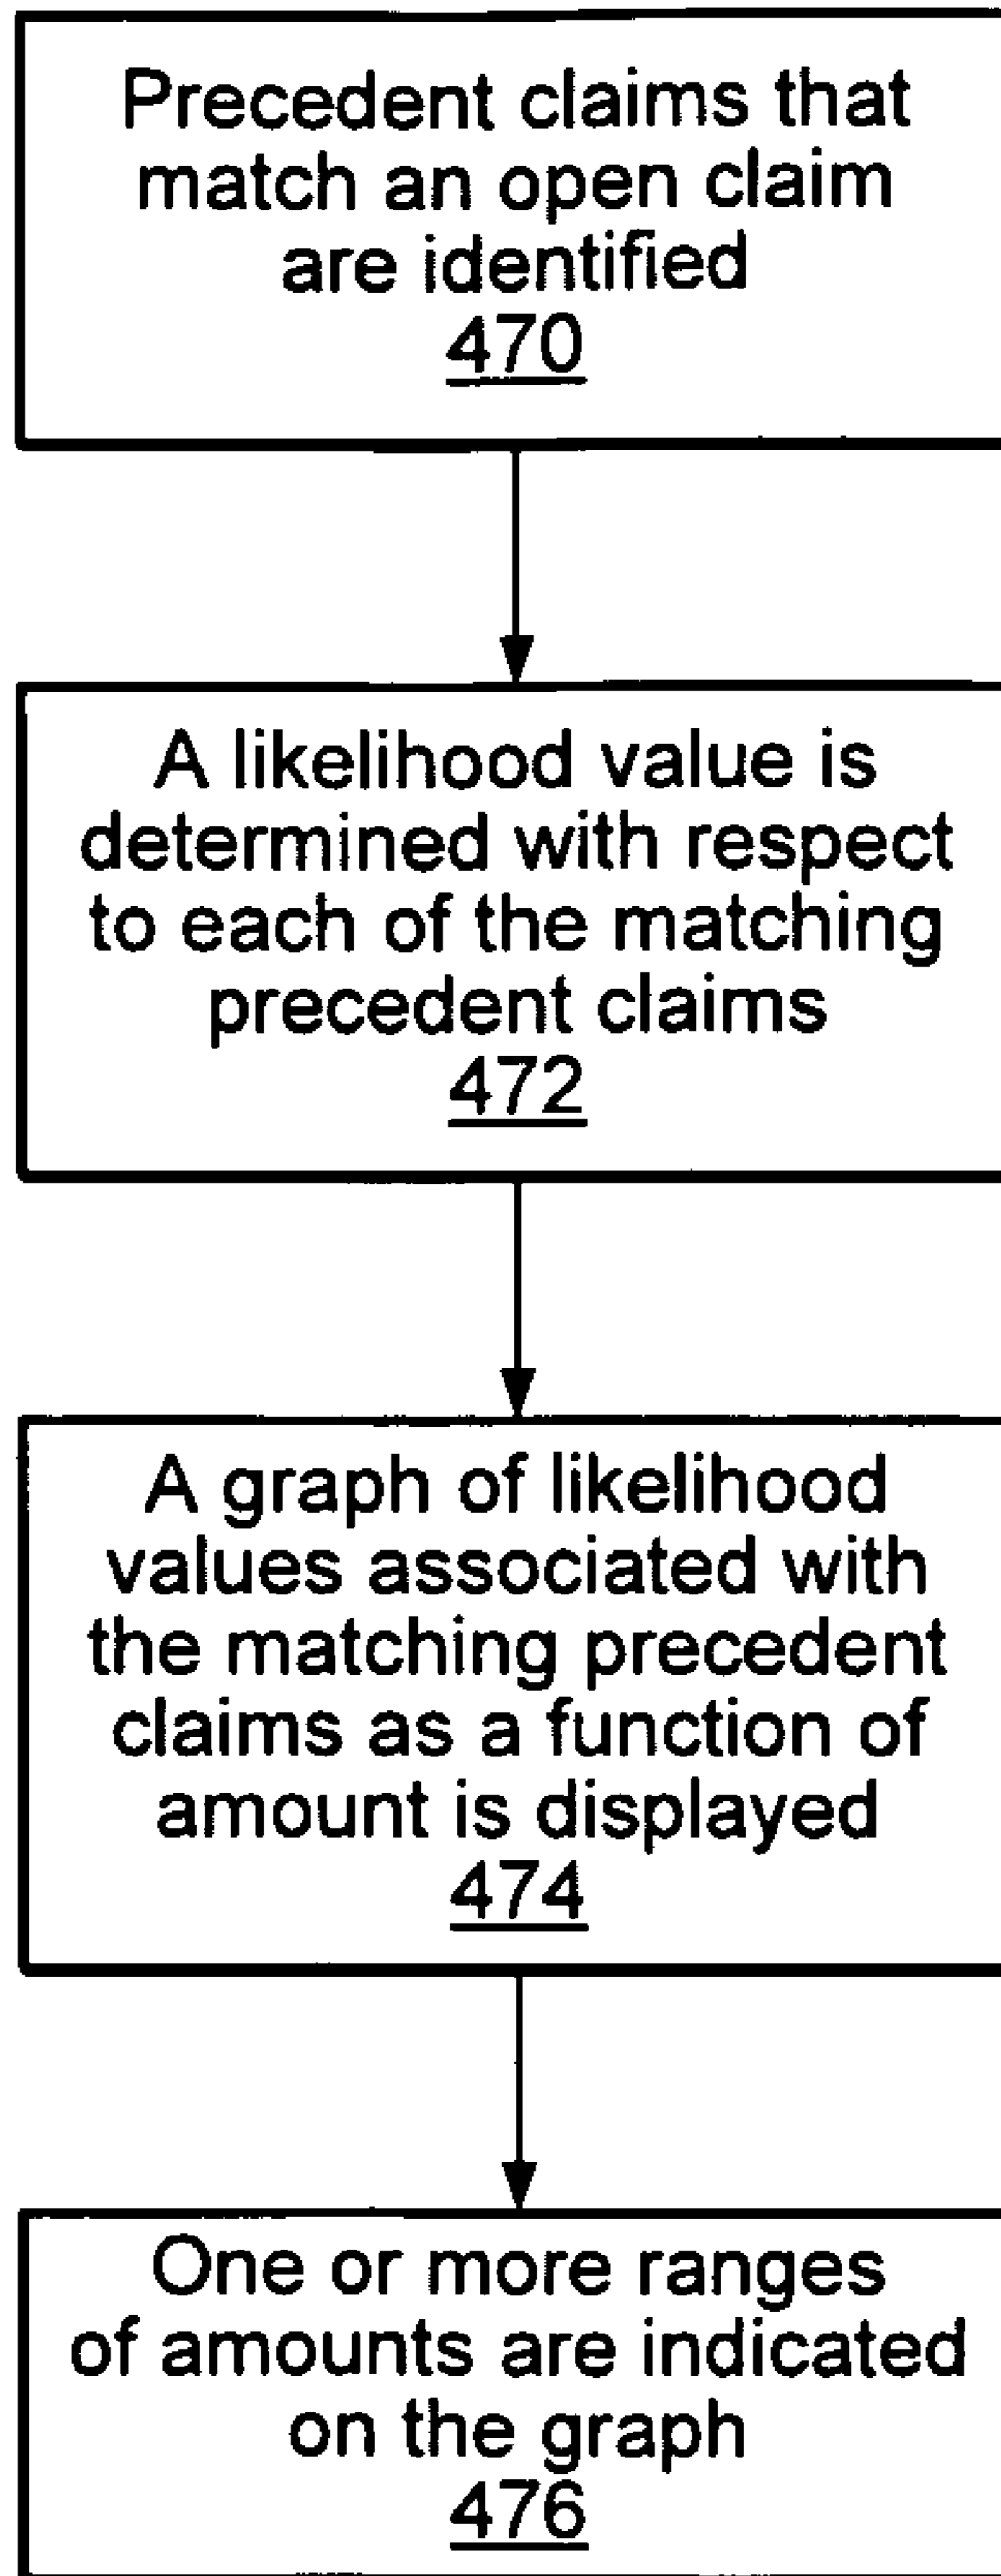 Precedent claims that
match an open claim
are identified
470
A likelihood value is
determined with respect
to each of the matching
precedent claims
472
A graph of likelihood
values associated with
the matching precedent
claims as a function of
amount is displayed
474
One or more ranges
of amounts are indicated
on the graph
476